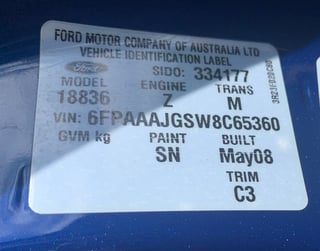 FORD MOTOR COMPANY OF AUSTRALIA LTD
VEHICLE IDENTIFICATION LABEL
Ford SIDO: 334177
MODEL ENGINE TRANS
18836 Z M
VIN: 6FPAAAJGSW8C65360
GVM kg PAINT BUILT
SN May08
TRIM
C3